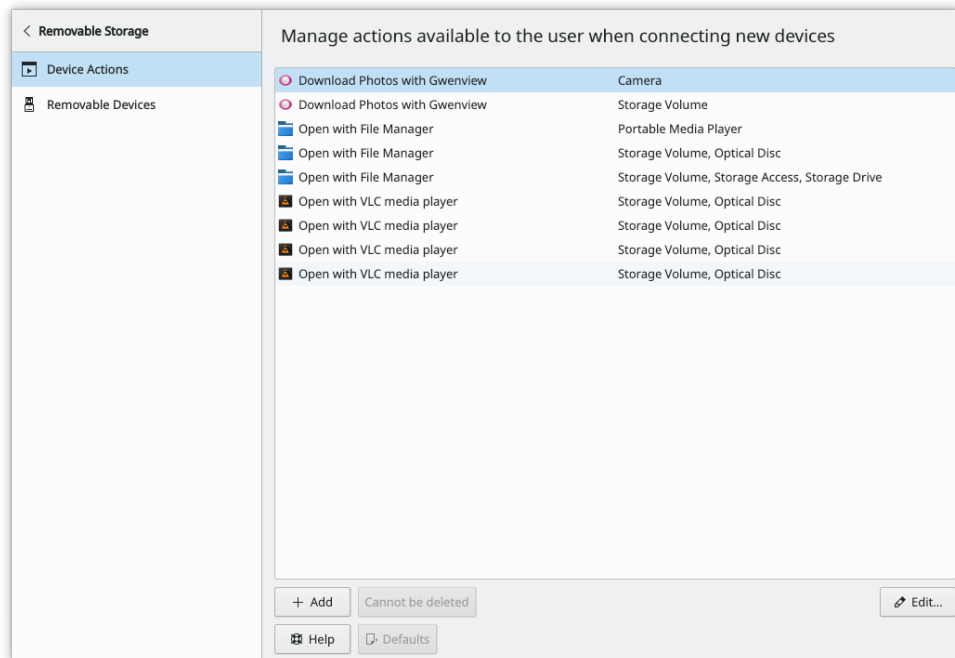 Removable Storage
Manage actions available to the user when connecting new devices
Device Actions
Removable Devices
Download Photos with Gwenview Camera
Download Photos with Gwenview Storage Volume
Open with File Manager Portable Media Player
Open with File Manager Storage Volume, Optical Disc
Open with File Manager Storage Volume, Storage Access, Storage Drive
Open with VLC media player Storage Volume, Optical Disc
Open with VLC media player Storage Volume, Optical Disc
Open with VLC media player Storage Volume, Optical Disc
Open with VLC media player Storage Volume, Optical Disc
Add Cannot be deleted Edit...
Help Defaults